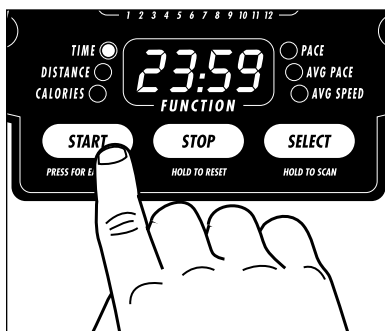 1 2 3 4 5 6 7 8 9 10 11 12
TIME
DISTANCE
CALORIES
23:59
FUNCTION
PACE
AVG PACE
AVG SPEED
START STOP SELECT
PRESS FOR HOLD TO RESET HOLD TO SCAN